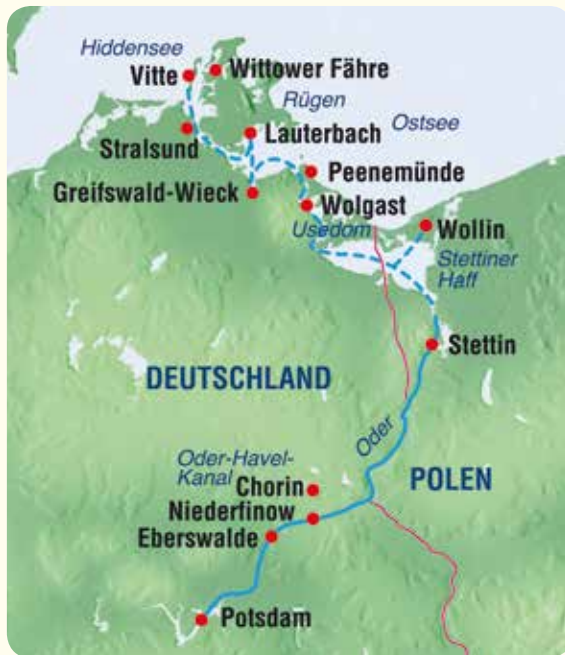 Hiddensee
Vitte
Wittower Fähre
Rügen
Lauterbach
Ostsee
Stralsund
Peenemünde
Greifswald-Wieck
Wolgast
Usedom
Wollin
Stettiner
Haff
Stettin
DEUTSCHLAND
Oder
Oder-Havel-
Kanal
POLEN
Chorin
Niederfinow
Eberswalde
Potsdam